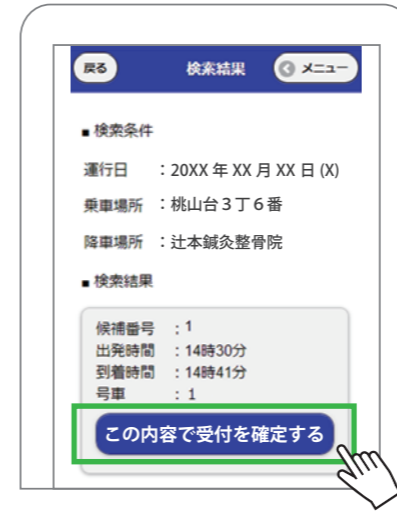 戻る 検索結果 メニュー
■ 検索条件
運行日 ：20XX 年 XX 月 XX 日 (X)
乗車場所 ：桃山台３丁６番
降車場所 ：辻本鍼灸整骨院
■ 検索結果
候補番号 ：1
出発時間 ：14時30分
到着時間 ：14時41分
号車 ：1
この内容で受付を確定する